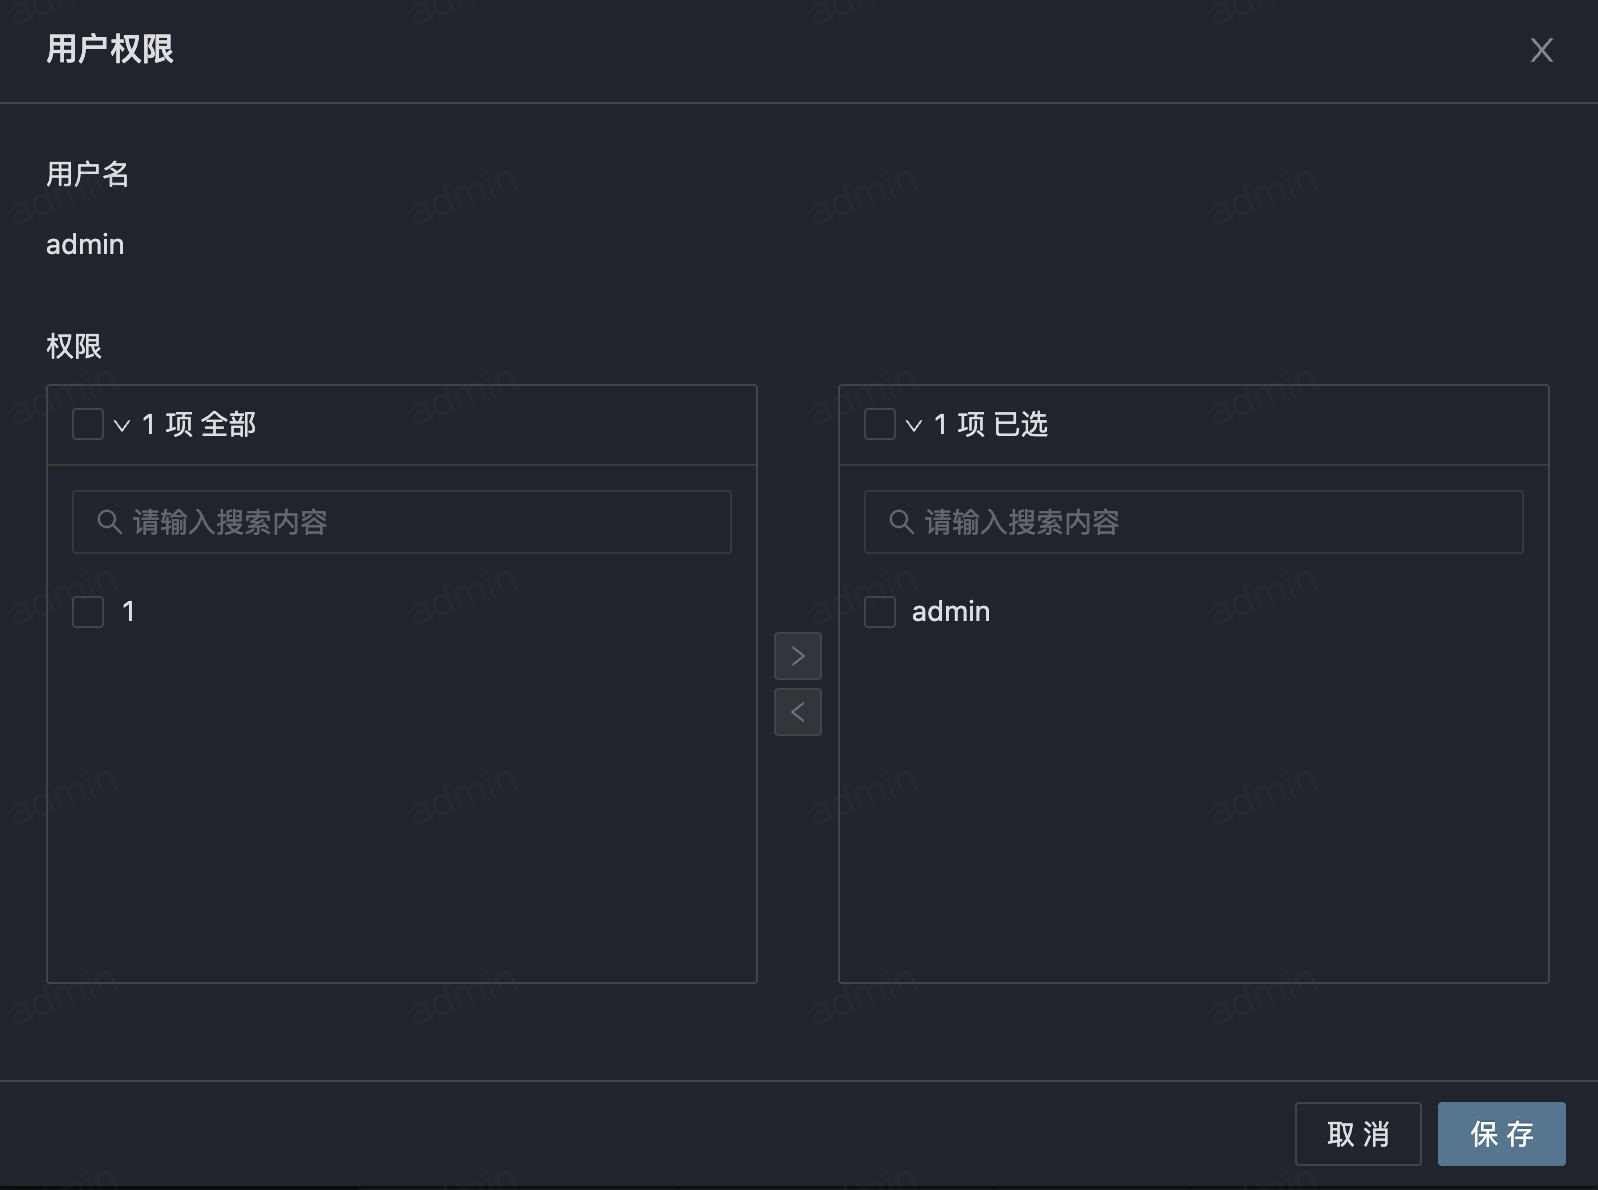 用户权限
用户名
admin
权限
1 项 全部
请输入搜索内容
1
1 项 已选
请输入搜索内容
admin
取 消
保 存